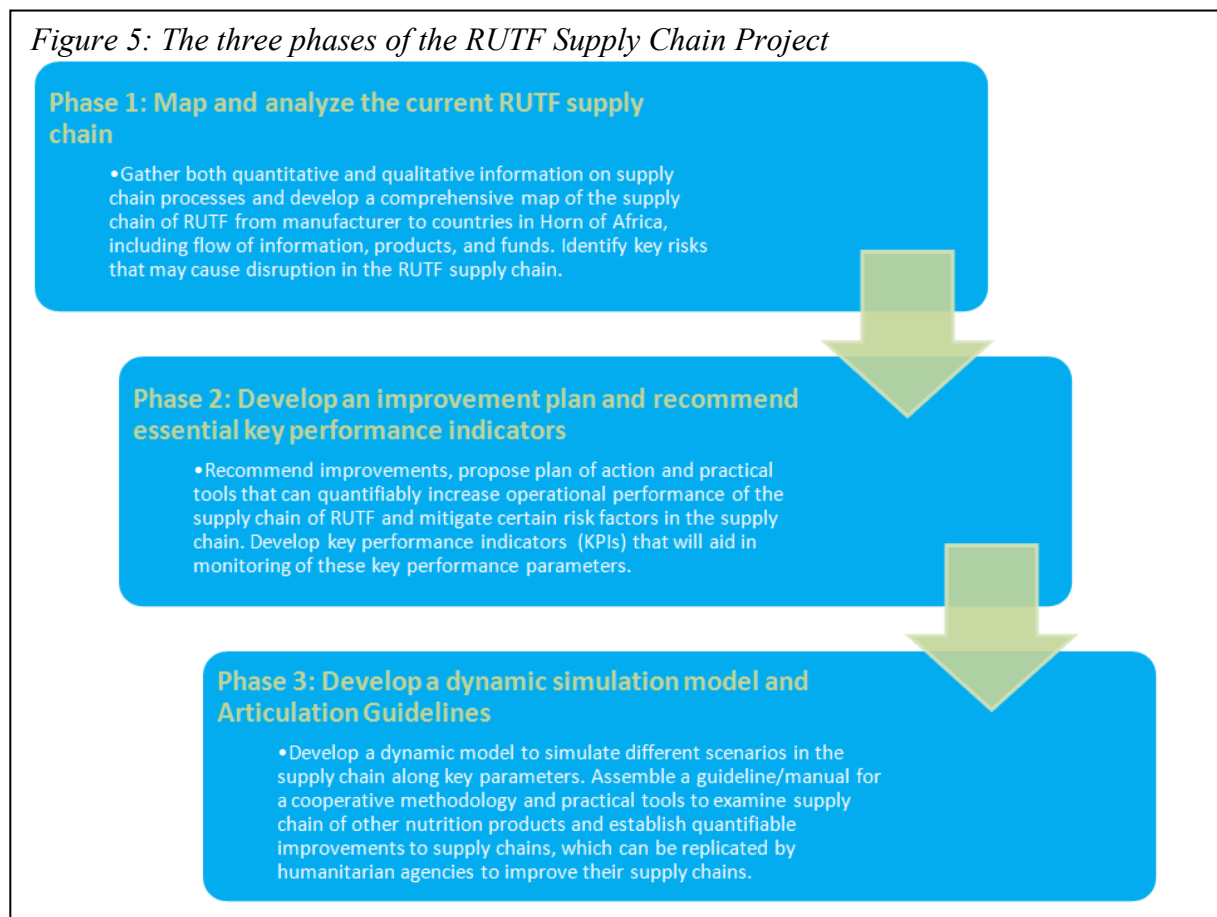 Figure 5: The three phases of the RUTF Supply Chain Project
Phase 1: Map and analyze the current RUTF supply
chain
•Gather both quantitative and qualitative information on supply
chain processes and develop a comprehensive map of the supply
chain of RUTF from manufacturer to countries in Horn of Africa,
including flow of information, products, and funds. Identify key risks
that may cause disruption in the RUTF supply chain.
Phase 2: Develop an improvement plan and recommend
essential key performance indicators
•Recommend improvements, propose plan of action and practical
tools that can quantifiably increase operational performance of the
supply chain of RUTF and mitigate certain risk factors in the supply
chain. Develop key performance indicators (KPIs) that will aid in
monitoring of these key performance parameters.
Phase 3: Develop a dynamic simulation model and
Articulation Guidelines
•Develop a dynamic model to simulate different scenarios in the
supply chain along key parameters. Assemble a guideline/manual for
a cooperative methodology and practical tools to examine supply
chain of other nutrition products and establish quantifiable
improvements to supply chains, which can be replicated by
humanitarian agencies to improve their supply chains.